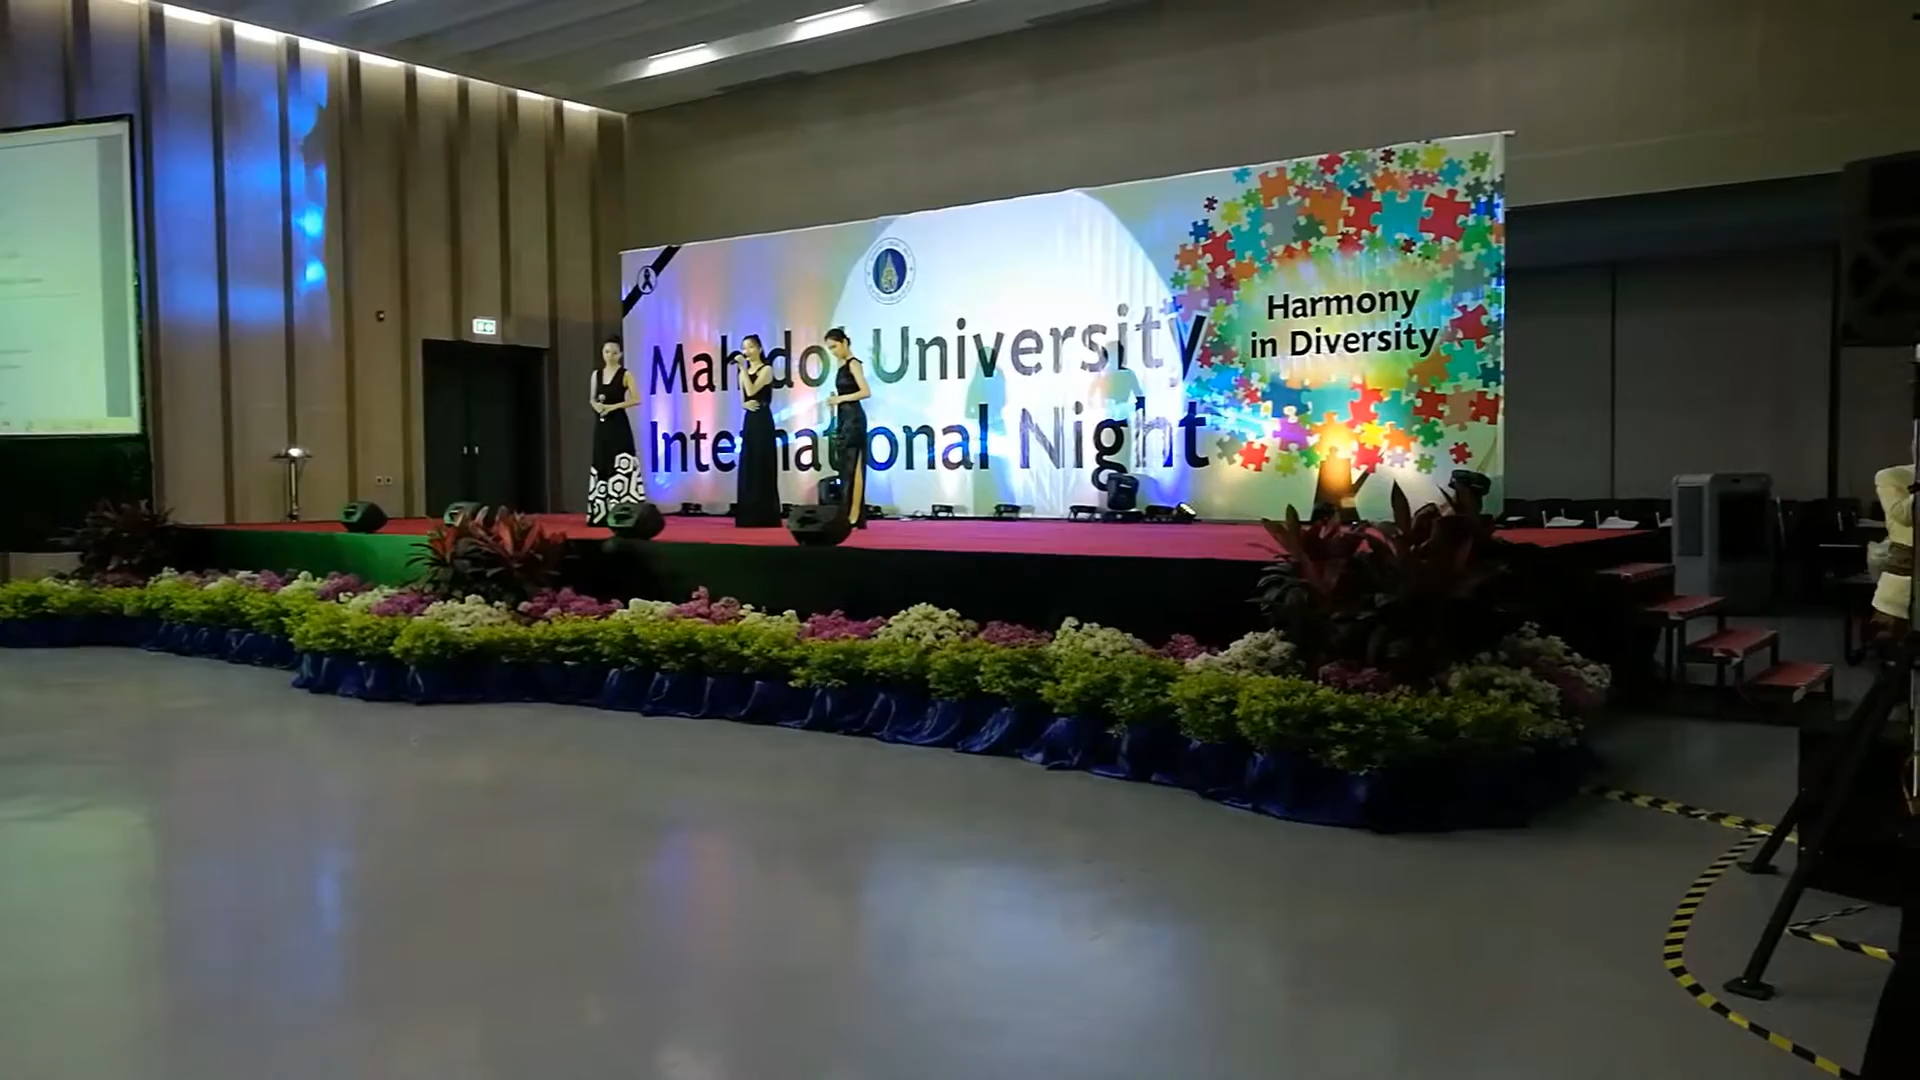 Mahidol University
International Night
Harmony
in Diversity